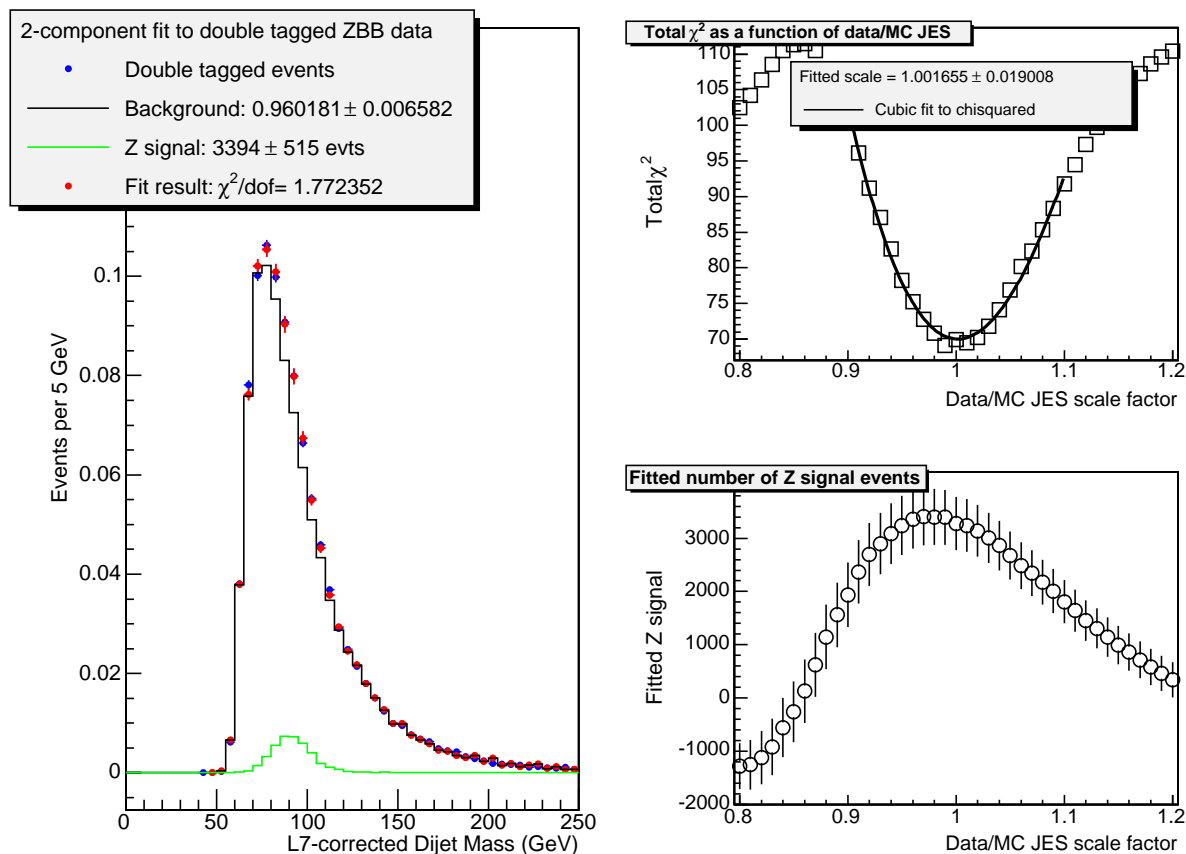 2-component fit to double tagged ZBB data
Double tagged events
Background: 0.960181 ± 0.006582
Z signal: 3394 ± 515 evts
Fit result: χ²/dof= 1.772352
0.1
0.08
0.06
0.04
0.02
0
Events per 5 GeV
0 50 100 150 200 250
L7-corrected Dijet Mass (GeV)
Total χ² as a function of data/MC JES
Fitted scale = 1.001655 ± 0.019008
Cubic fit to chisquared
110
105
100
95
90
85
80
75
70
Total χ²
0.8 0.9 1 1.1 1.2
Data/MC JES scale factor
Fitted number of Z signal events
3000
2000
1000
0
-1000
-2000
Fitted Z signal
0.8 0.9 1 1.1 1.2
Data/MC JES scale factor